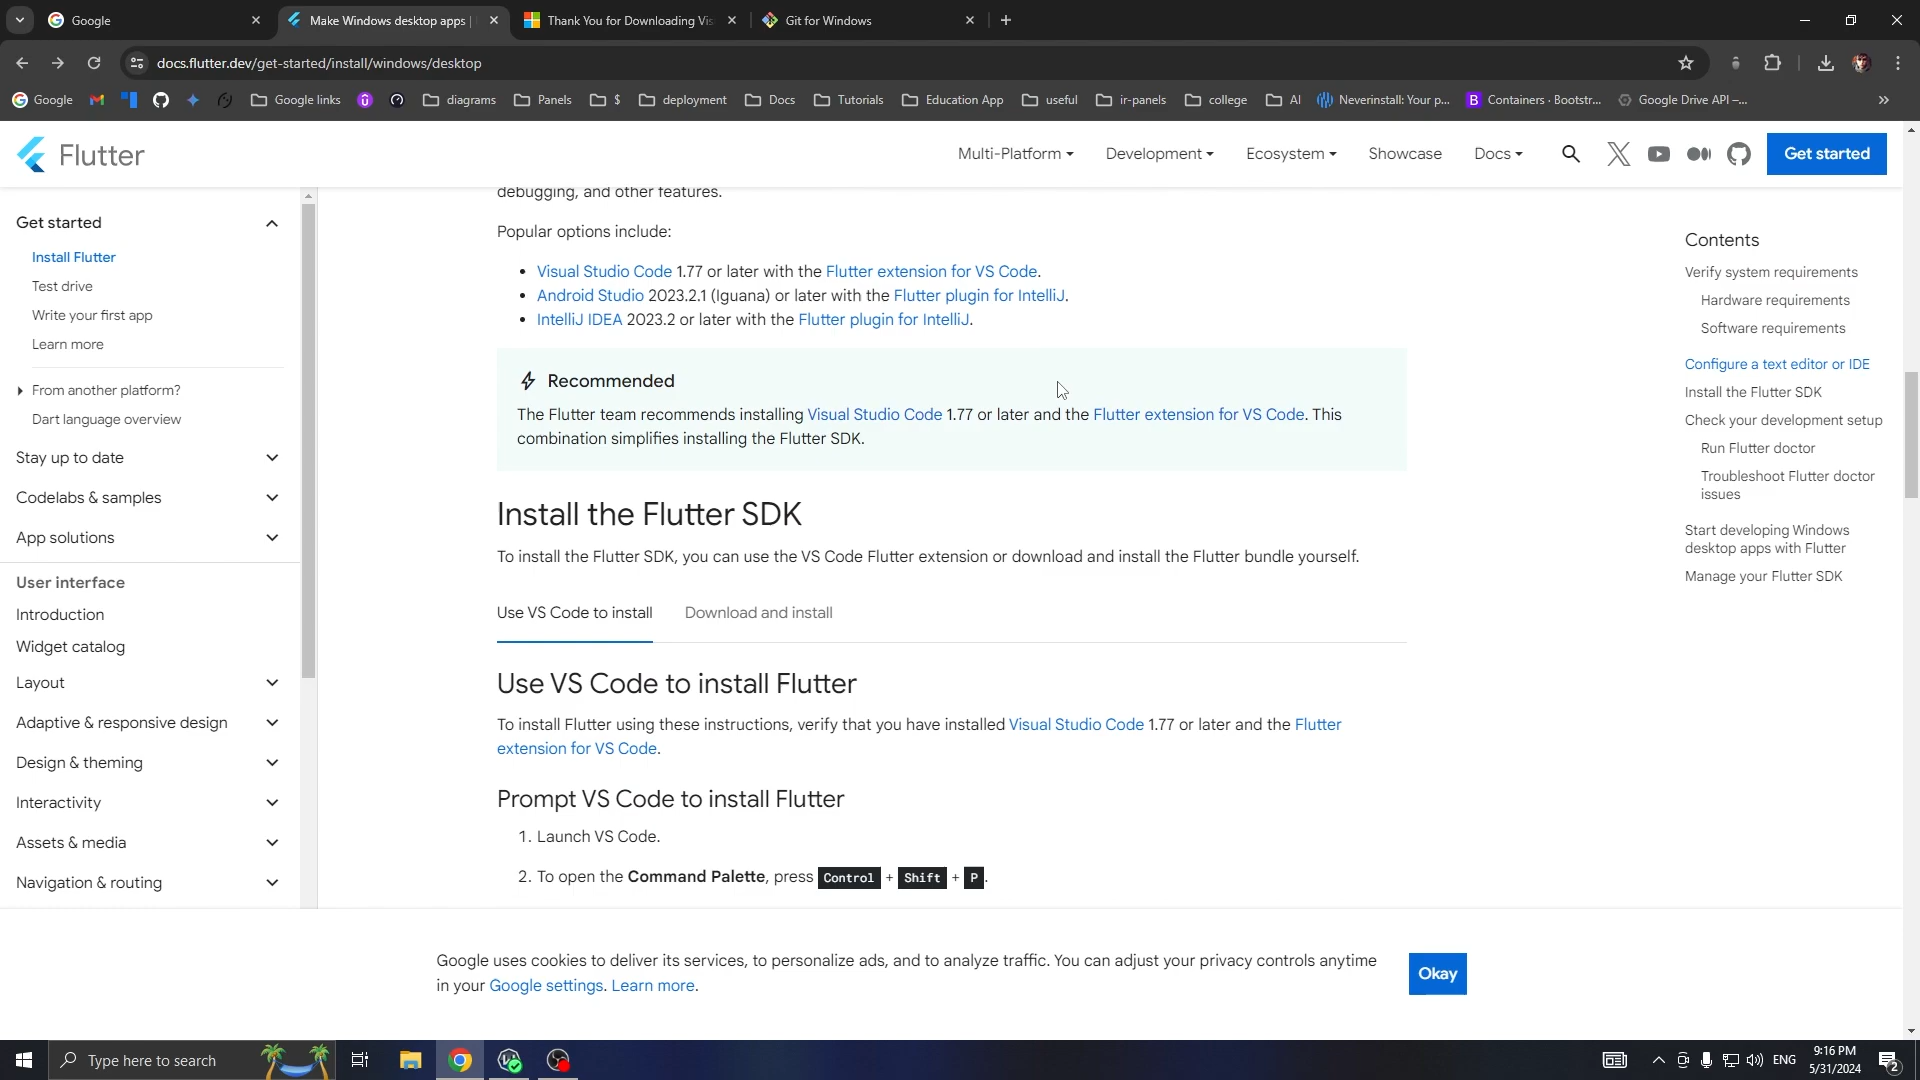 Google
Make Windows desktop apps |
Thank You for Downloading Vis
Git for Windows
docs.flutter.dev/get-started/install/windows/desktop
Google
Google links
diagrams
Panels
$
deployment
Docs
Tutorials
Education App
useful
ir-panels
college
AI
Neverinstall: Your p...
Containers · Bootstr...
Google Drive API –...
Flutter
Multi-Platform
Development
Ecosystem
Showcase
Docs
Get started
Get started
Install Flutter
Test drive
Write your first app
Learn more
From another platform?
Dart language overview
Stay up to date
Codelabs & samples
App solutions
User interface
Introduction
Widget catalog
Layout
Adaptive & responsive design
Design & theming
Interactivity
Assets & media
Navigation & routing
debugging, and other features.
Popular options include:
• Visual Studio Code 1.77 or later with the Flutter extension for VS Code.
• Android Studio 2023.2.1 (Iguana) or later with the Flutter plugin for IntelliJ.
• IntelliJ IDEA 2023.2 or later with the Flutter plugin for IntelliJ.
Recommended
The Flutter team recommends installing Visual Studio Code 1.77 or later and the Flutter extension for VS Code. This
combination simplifies installing the Flutter SDK.
Install the Flutter SDK
To install the Flutter SDK, you can use the VS Code Flutter extension or download and install the Flutter bundle yourself.
Use VS Code to install
Download and install
Use VS Code to install Flutter
To install Flutter using these instructions, verify that you have installed Visual Studio Code 1.77 or later and the Flutter
extension for VS Code.
Prompt VS Code to install Flutter
1. Launch VS Code.
2. To open the Command Palette, press Control + Shift + P.
Contents
Verify system requirements
Hardware requirements
Software requirements
Configure a text editor or IDE
Install the Flutter SDK
Check your development setup
Run Flutter doctor
Troubleshoot Flutter doctor
issues
Start developing Windows
desktop apps with Flutter
Manage your Flutter SDK
Google uses cookies to deliver its services, to personalize ads, and to analyze traffic. You can adjust your privacy controls anytime
in your Google settings. Learn more.
Okay
Type here to search
ENG
9:16 PM
5/31/2024
2